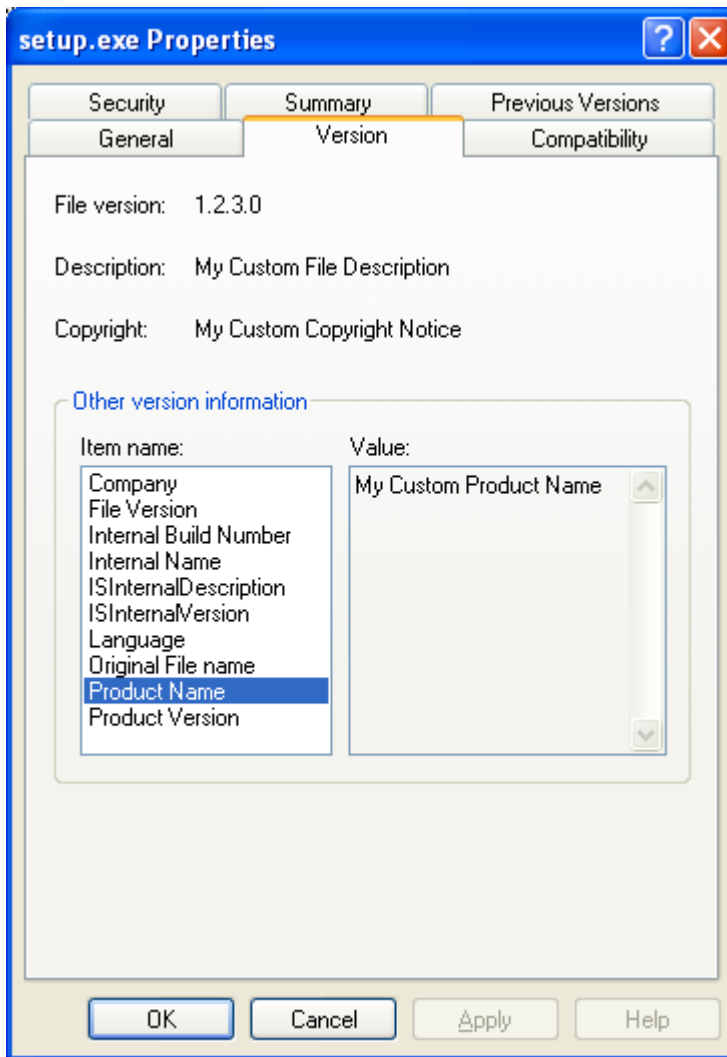 setup.exe Properties
Security Summary Previous Versions
General Version Compatibility
File version: 1.2.3.0
Description: My Custom File Description
Copyright: My Custom Copyright Notice
Other version information
Item name: Value:
Company My Custom Product Name
File Version
Internal Build Number
Internal Name
ISInternalDescription
ISInternalVersion
Language
Original File name
Product Name
Product Version
OK Cancel Apply Help